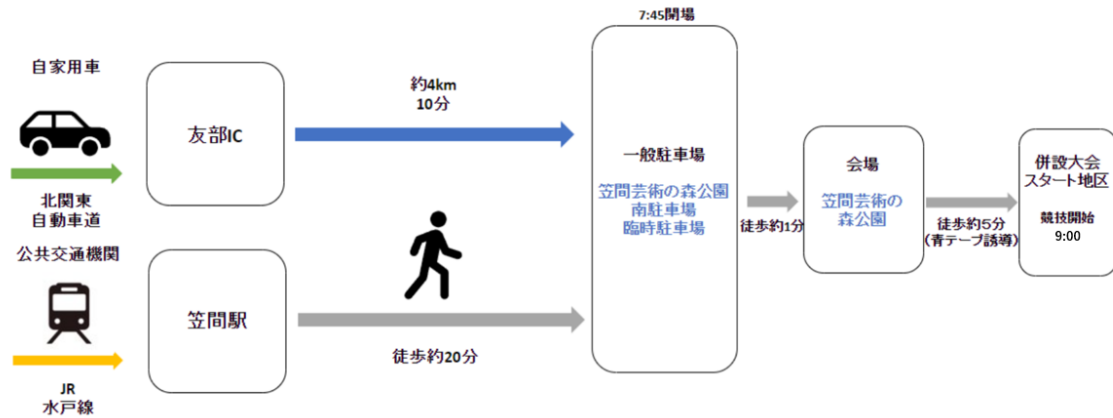 7:45開場
自家用車
北関東
自動車道
友部IC
約4km
10分
公共交通機関
JR
水戸線
笠間駅
徒歩約20分
一般駐車場
笠間芸術の森公園
南駐車場
臨時駐車場
徒歩約1分
会場
笠間芸術の
森公園
徒歩約5分
(青テープ誘導)
併設大会
スタート地区
競技開始
9:00